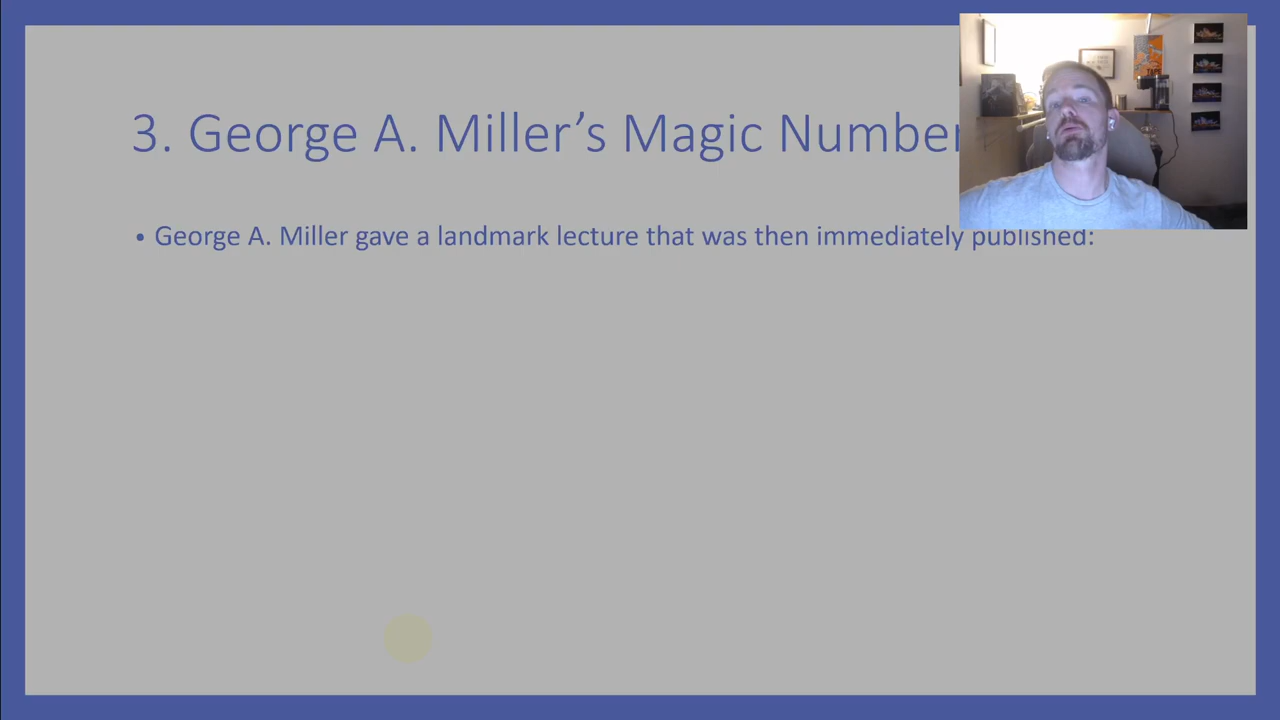 3. George A. Miller’s Magic Number
• George A. Miller gave a landmark lecture that was then immediately published: